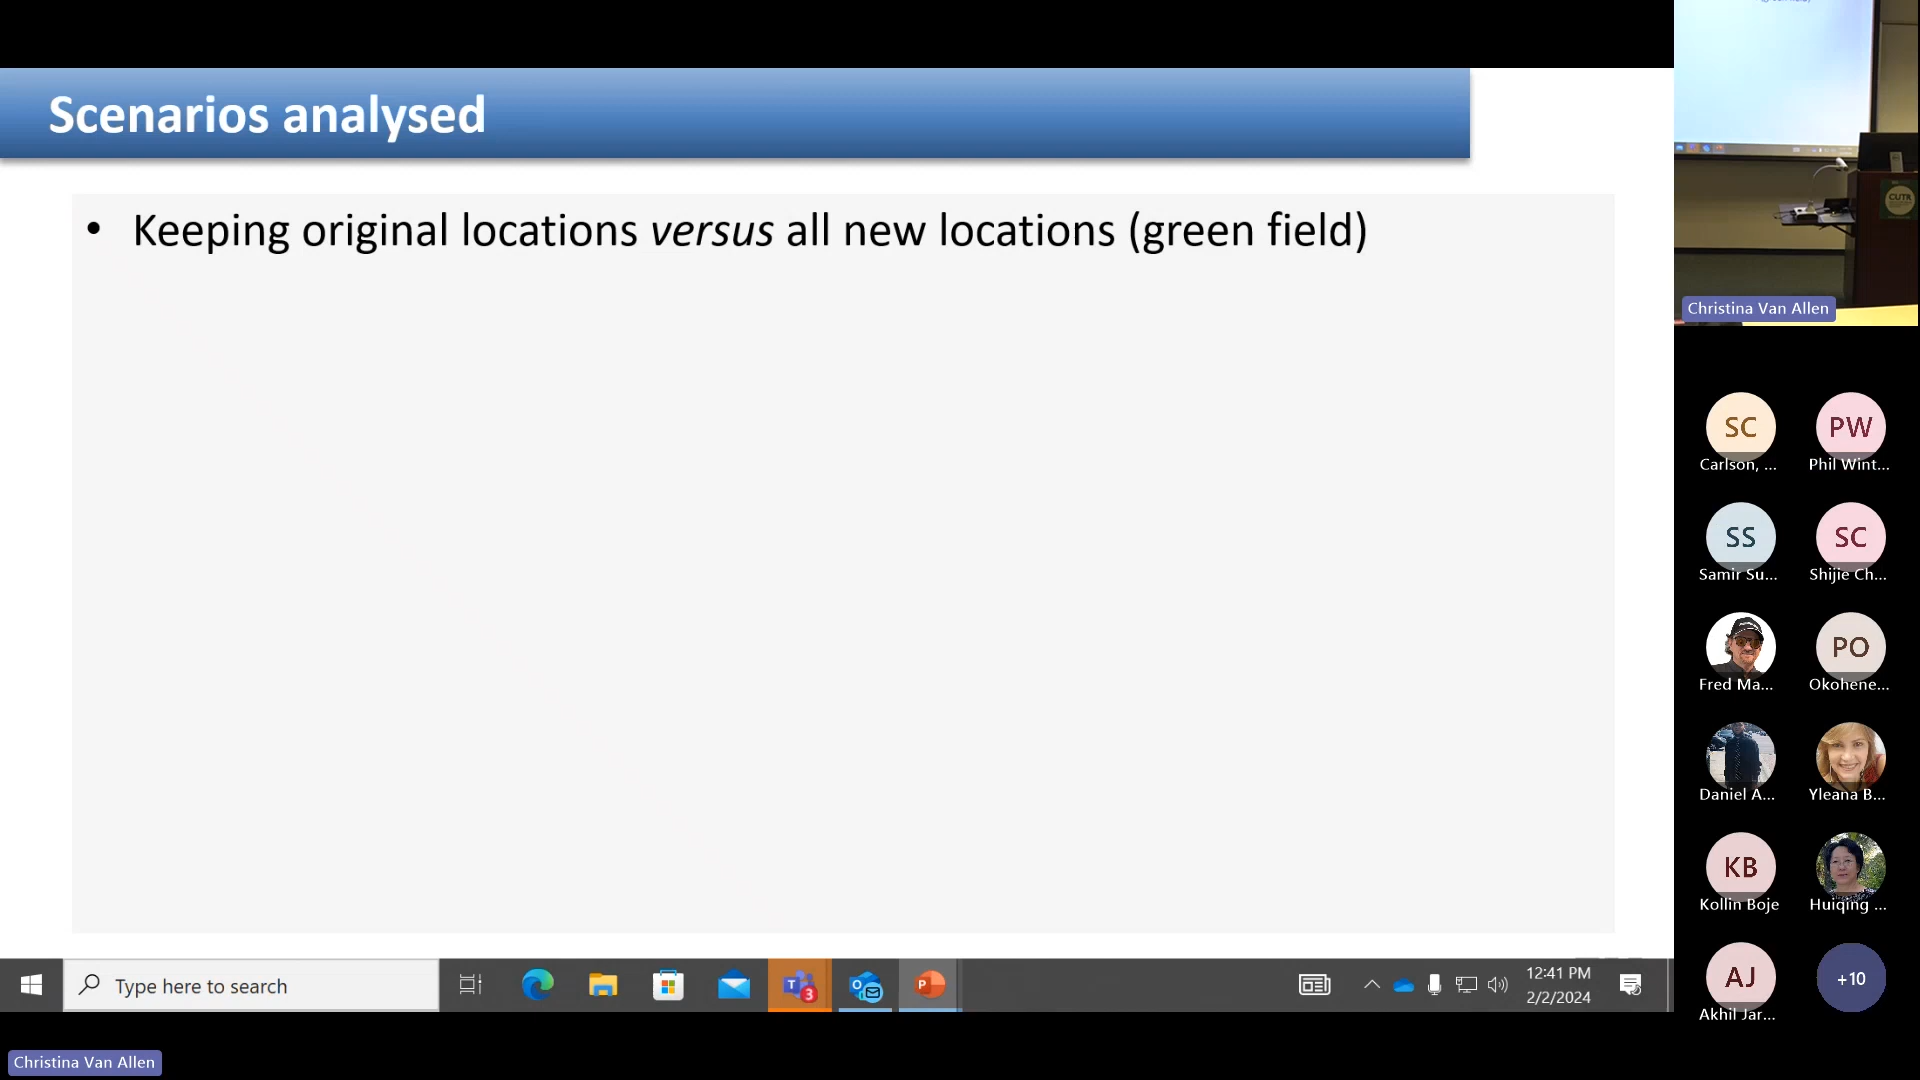 Scenarios analysed
• Keeping original locations versus all new locations (green field)
CUTR
Christina Van Allen
SC
PW
Carlson, ...
Phil Wint...
SS
SC
Samir Su...
Shijie Ch...
PO
Fred Ma...
Okohene...
Daniel A...
Yleana B...
KB
Kollin Boje
Huiqing ...
AJ
+10
Akhil Jar...
Type here to search
T
3
O
P
12:41 PM
2/2/2024
Christina Van Allen